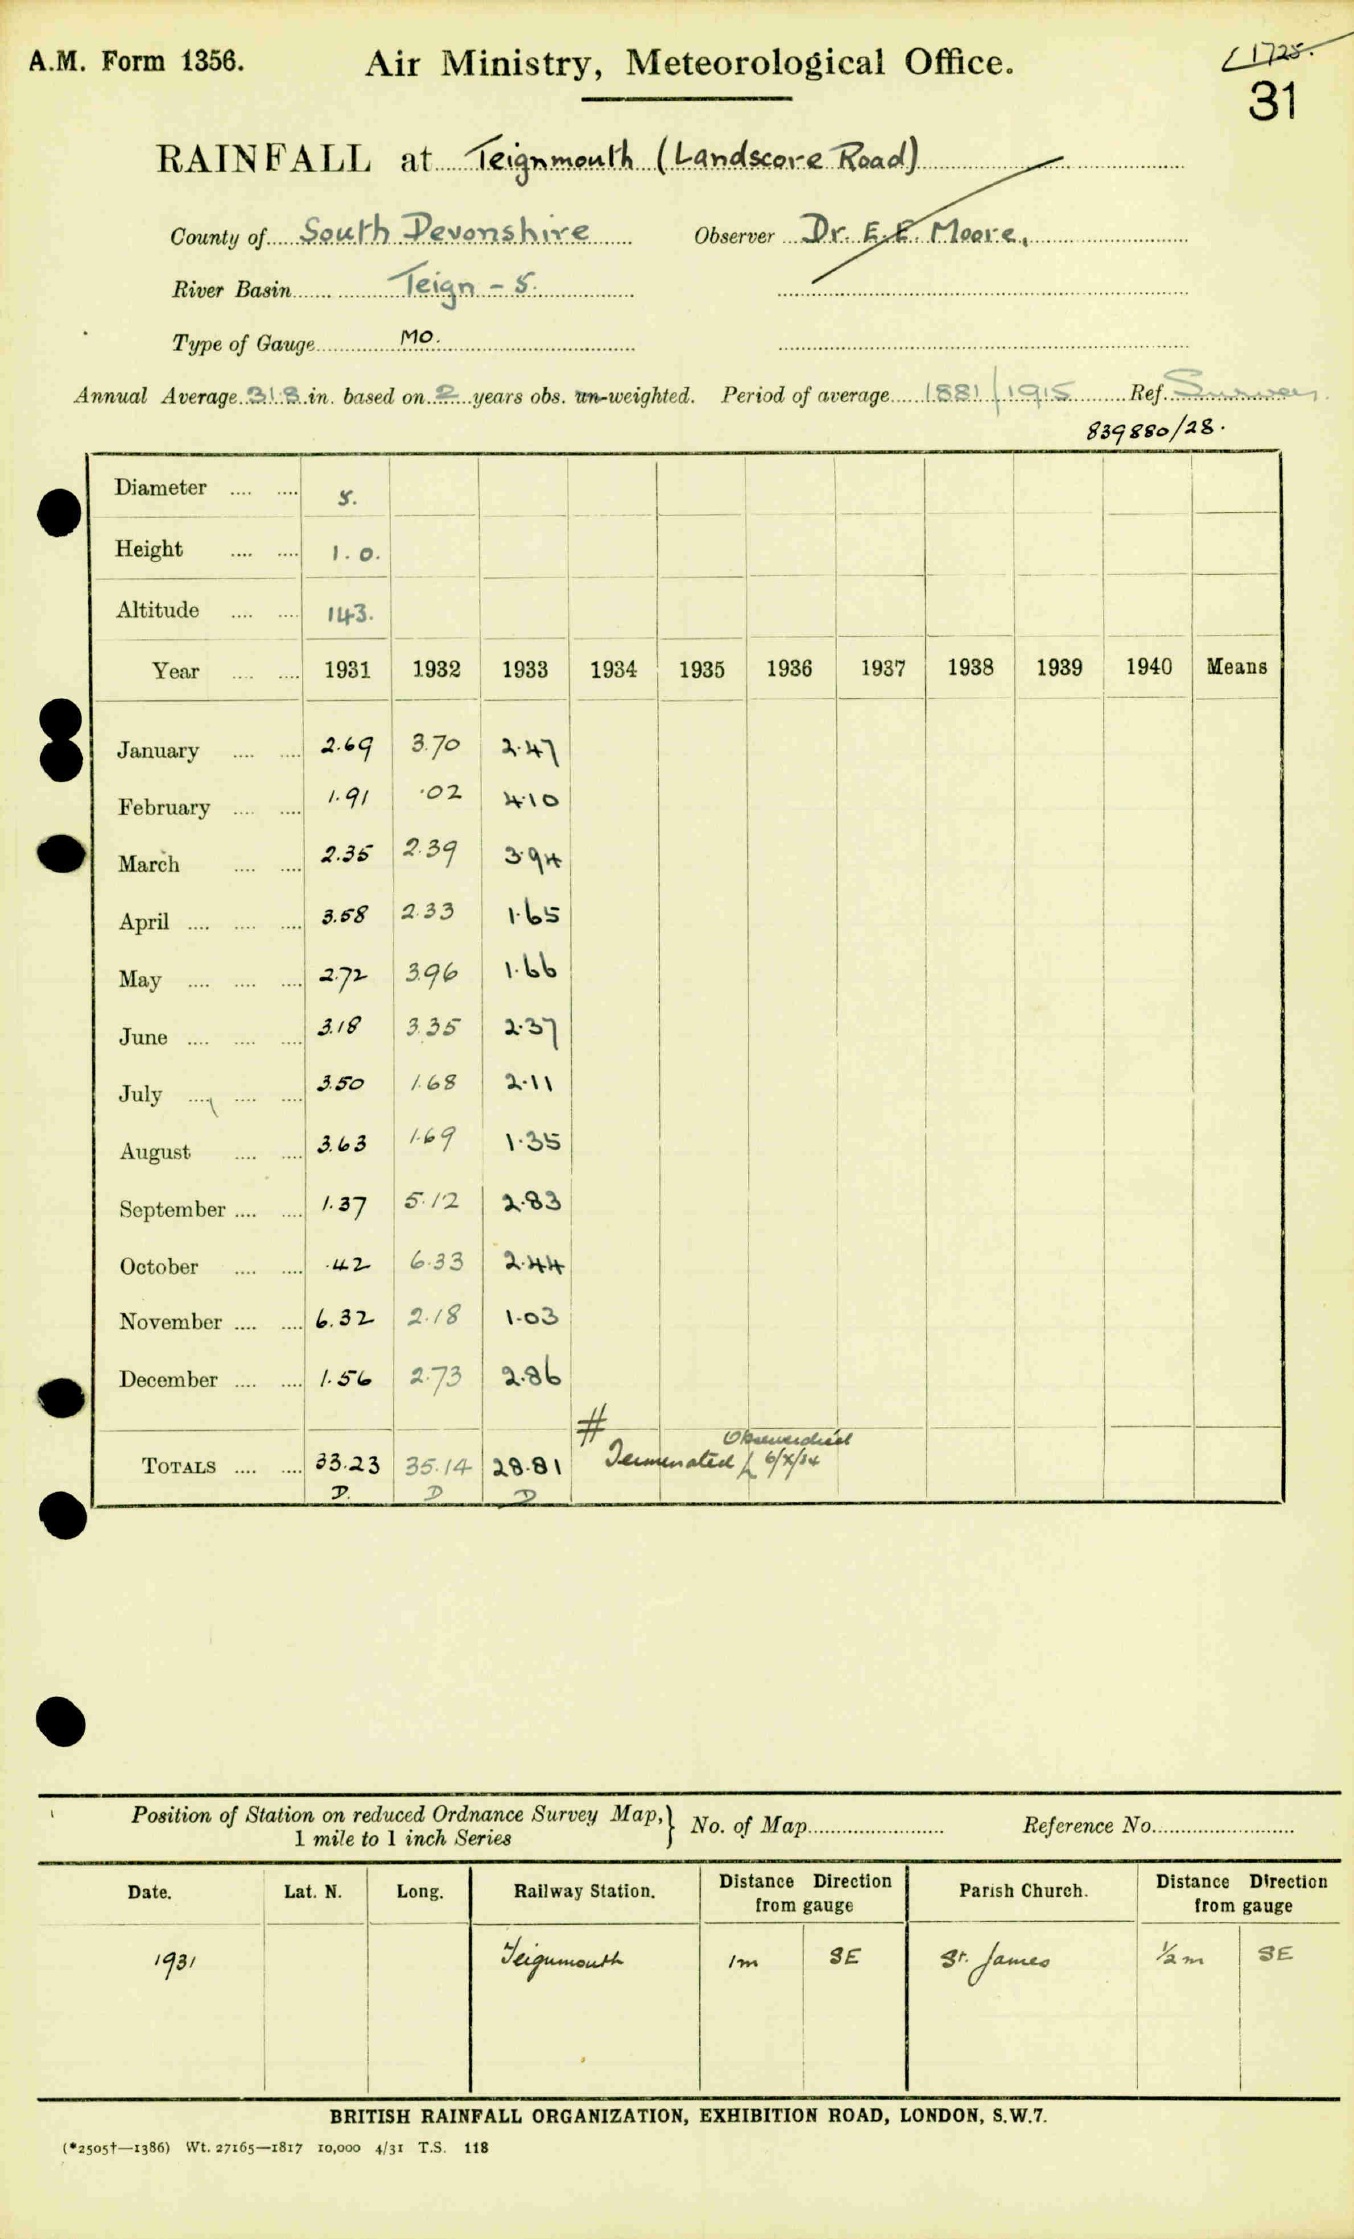 A.M. Form 1356.
Air Ministry, Meteorological Office.
1725.
31
RAINFALL at Teignmouth (Landscore Road)
County of South Devonshire Observer Dr. E.E. Moore.
River Basin Teign - 5.
Type of Gauge MO.
Annual Average 31.8 in. based on 2 years obs. un-weighted. Period of average 1881/1915 Ref. Survey
839880/28.
Diameter .... .... 5.
Height .... .... 1.0.
Altitude .... .... 143.
Year .... .... 1931 1932 1933 1934 1935 1936 1937 1938 1939 1940 Means
January .... .... 2.69 3.70 2.47
February .... .... 1.91 .02 4.10
March .... .... 2.35 2.39 3.94
April .... .... .... 3.58 2.33 1.65
May .... .... .... 2.72 3.96 1.66
June .... .... .... 3.18 3.35 2.37
July .... .... .... 3.50 1.68 2.11
August .... .... 3.63 1.69 1.35
September .... .... 1.37 5.12 2.83
October .... .... .42 6.33 2.44
November .... .... 6.32 2.18 1.03
December .... .... 1.56 2.73 2.86
#
Observer died
TOTALS .... .... 33.23 35.14 28.81 Terminated 6/X/34
D. D D
Position of Station on reduced Ordnance Survey Map,} No. of Map Reference No.
1 mile to 1 inch Series
Date. Lat. N. Long. Railway Station. Distance Direction from gauge Parish Church. Distance Direction from gauge
1931 Teignmouth 1m SE St. James ½m SE
BRITISH RAINFALL ORGANIZATION, EXHIBITION ROAD, LONDON, S.W.7.
(*2505†—1386) Wt. 27165—1817 10,000 4/31 T.S. 118